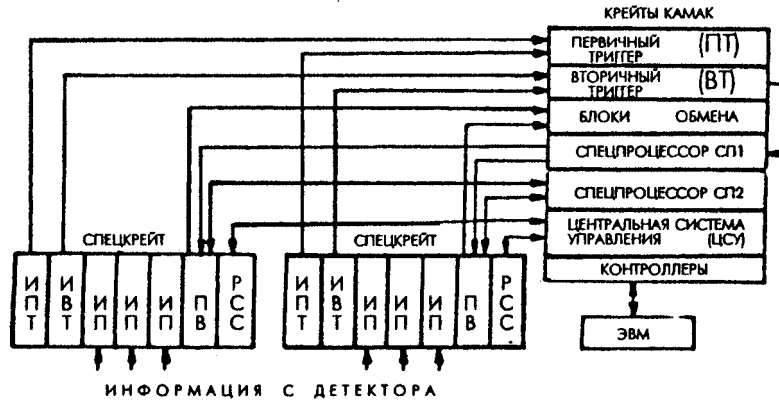 КРЕЙТЫ КАМАК
ПЕРВИЧНЫЙ (ПТ)
ТРИГГЕР
ВТОРИЧНЫЙ (ВТ)
ТРИГГЕР
БЛОКИ ОБМЕНА
СПЕЦПРОЦЕССОР СП1
СПЕЦПРОЦЕССОР СП2
ЦЕНТРАЛЬНАЯ СИСТЕМА
УПРАВЛЕНИЯ (ЦСУ)
КОНТРОЛЛЕРЫ
ЭВМ
СПЕЦКРЕЙТ
ИПТ
ИВТ
ИП
ИП
ИП
ПВ
РСС
СПЕЦКРЕЙТ
ИПТ
ИВТ
ИП
ИП
ИП
ПВ
РСС
ИНФОРМАЦИЯ С ДЕТЕКТОРА